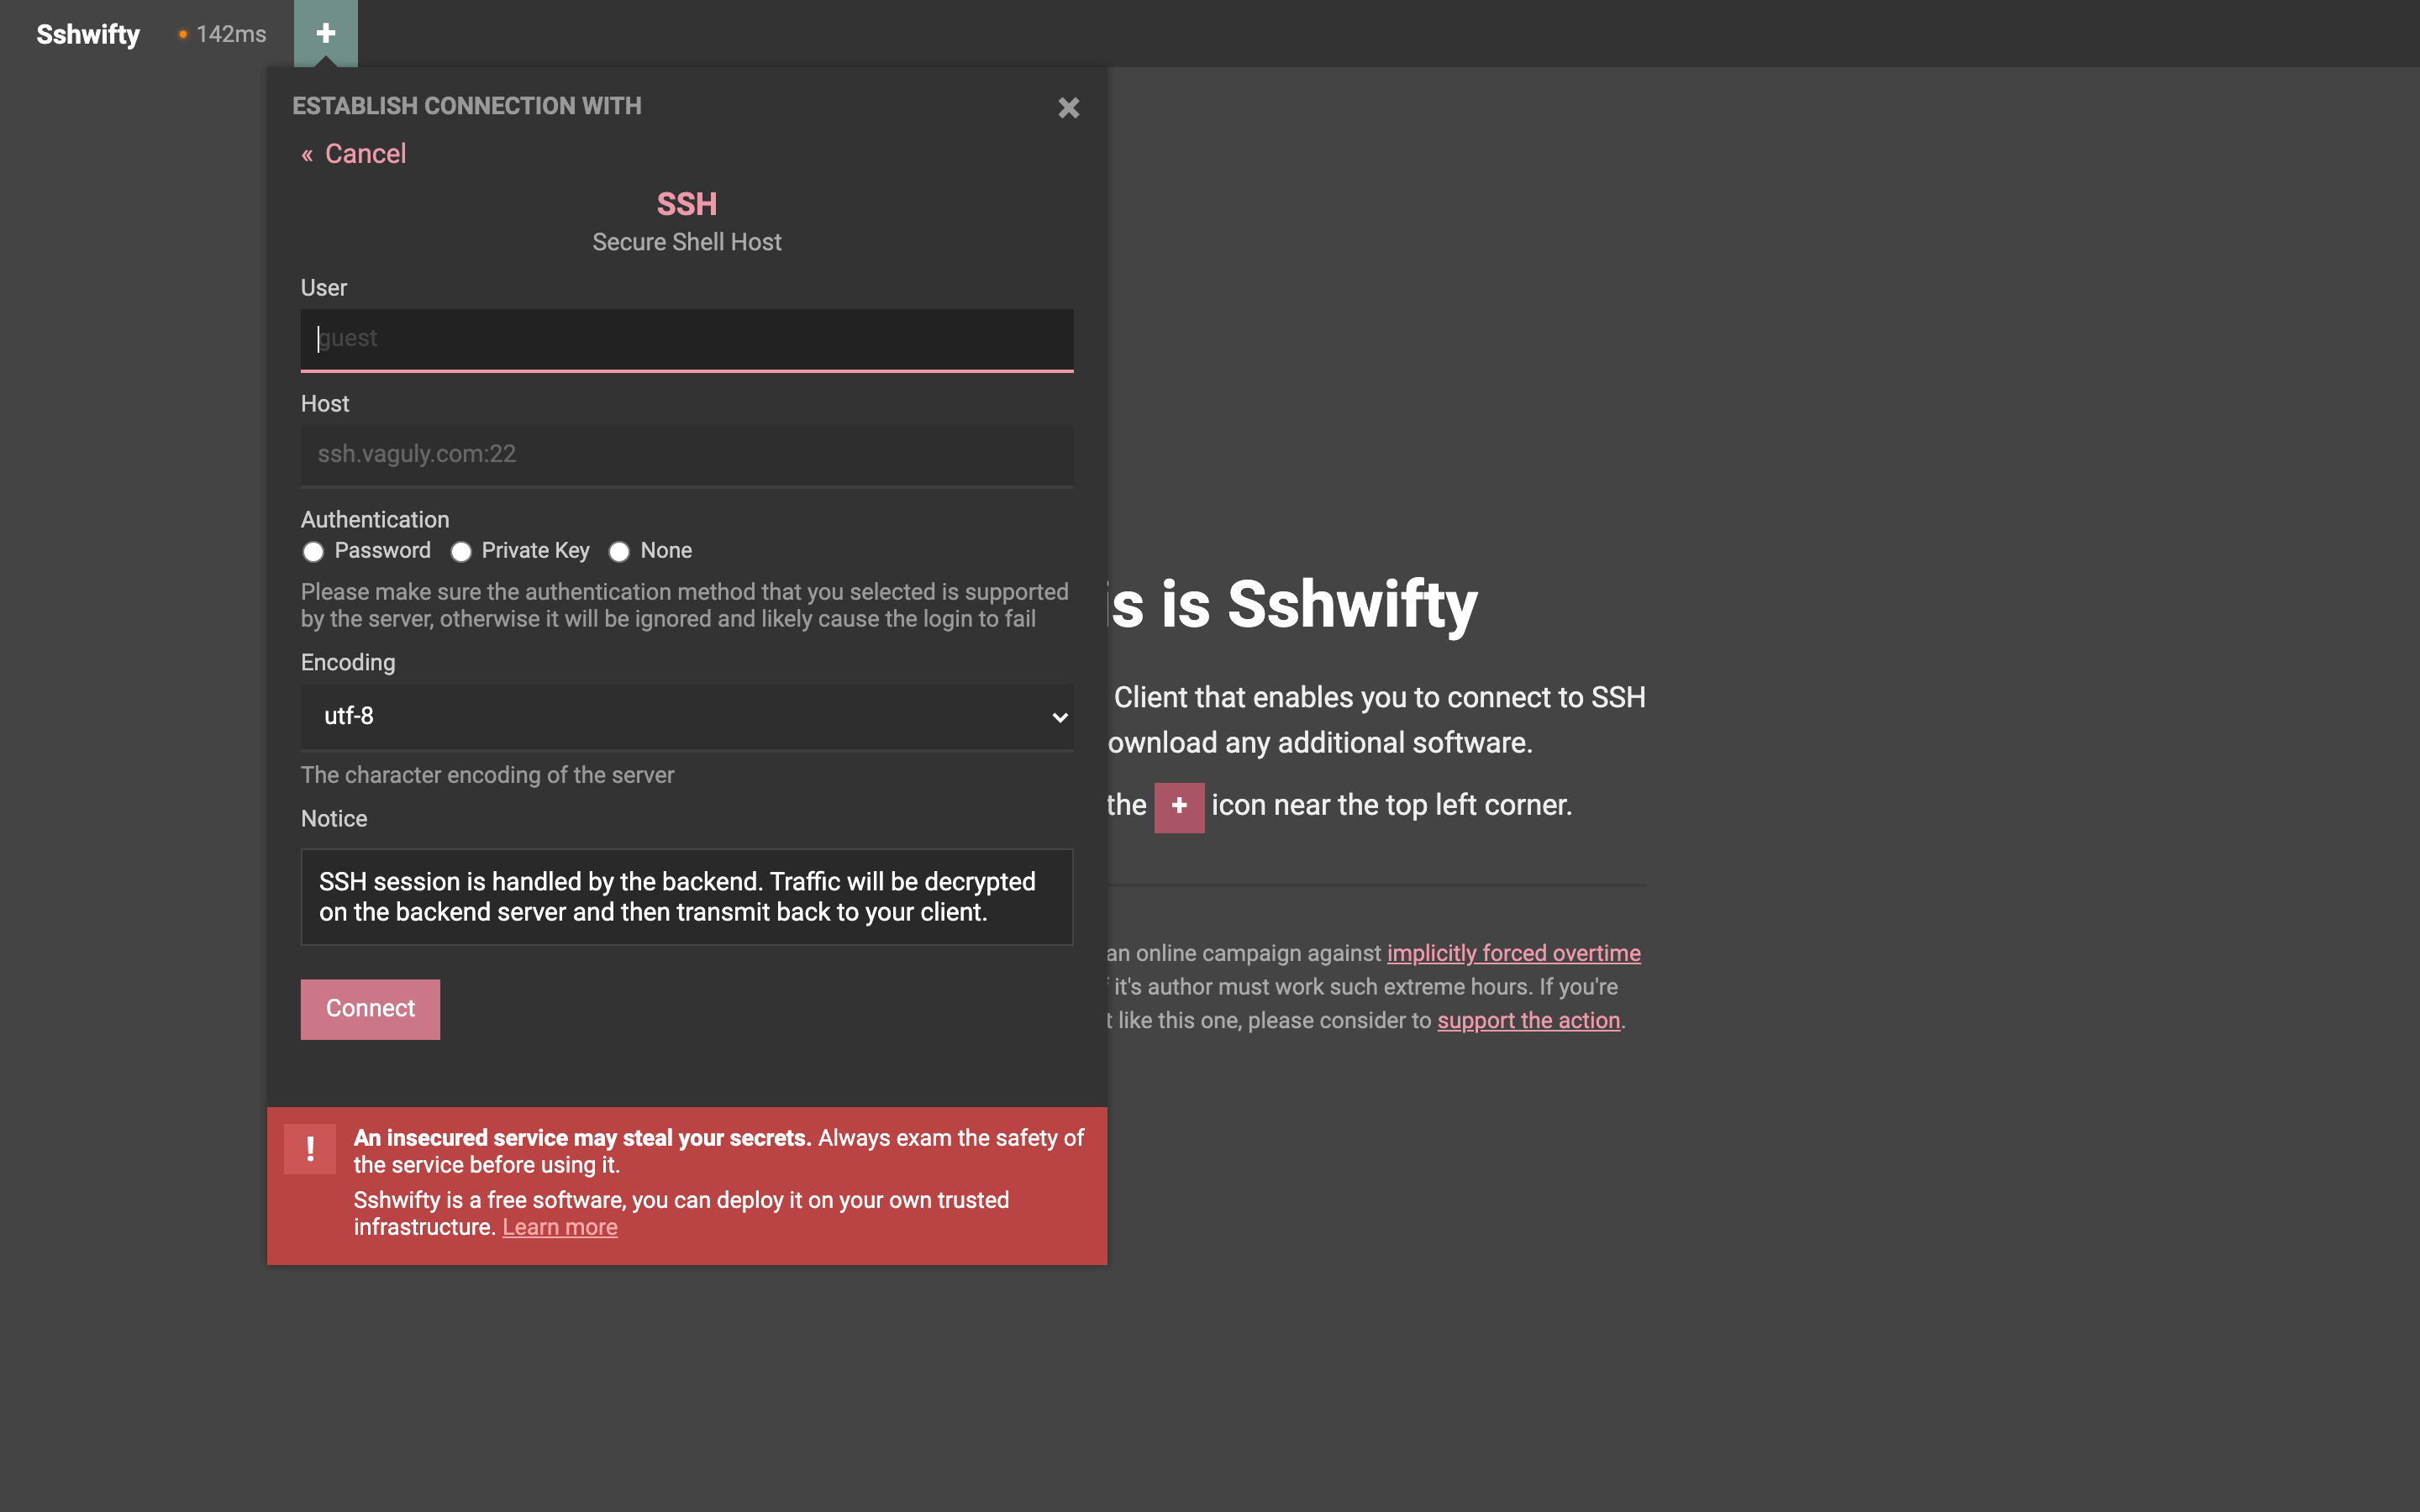 Sshwifty 142ms +
ESTABLISH CONNECTION WITH
« Cancel
SSH
Secure Shell Host
User
guest
Host
ssh.vaguly.com:22
Authentication
Password Private Key None
Please make sure the authentication method that you selected is supported
by the server, otherwise it will be ignored and likely cause the login to fail
Encoding
utf-8
The character encoding of the server
Notice
SSH session is handled by the backend. Traffic will be decrypted
on the backend server and then transmit back to your client.
Connect
! An insecured service may steal your secrets. Always exam the safety of
the service before using it.
Sshwifty is a free software, you can deploy it on your own trusted
infrastructure. Learn more
is is Sshwifty
Client that enables you to connect to SSH
ownload any additional software.
the + icon near the top left corner.
an online campaign against implicitly forced overtime
it's author must work such extreme hours. If you're
t like this one, please consider to support the action.